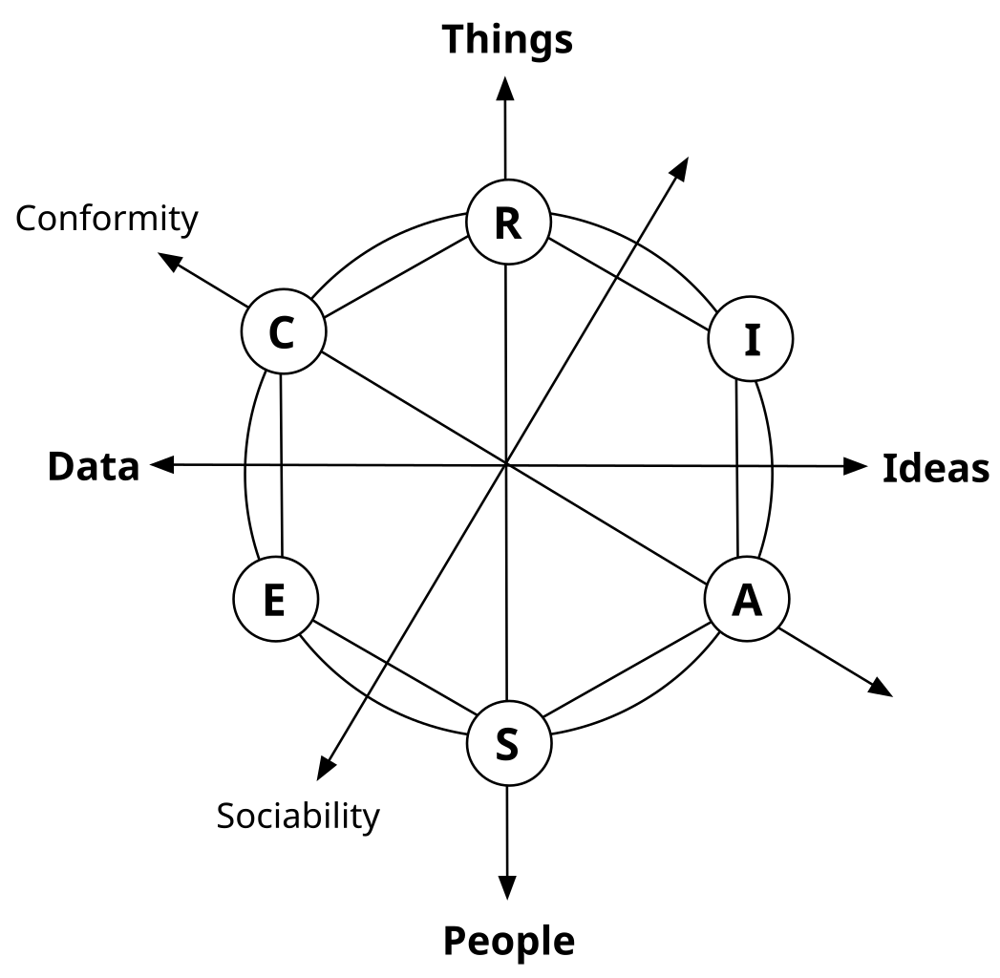 Things
R
Conformity
C
I
Data
Ideas
E
A
S
Sociability
People